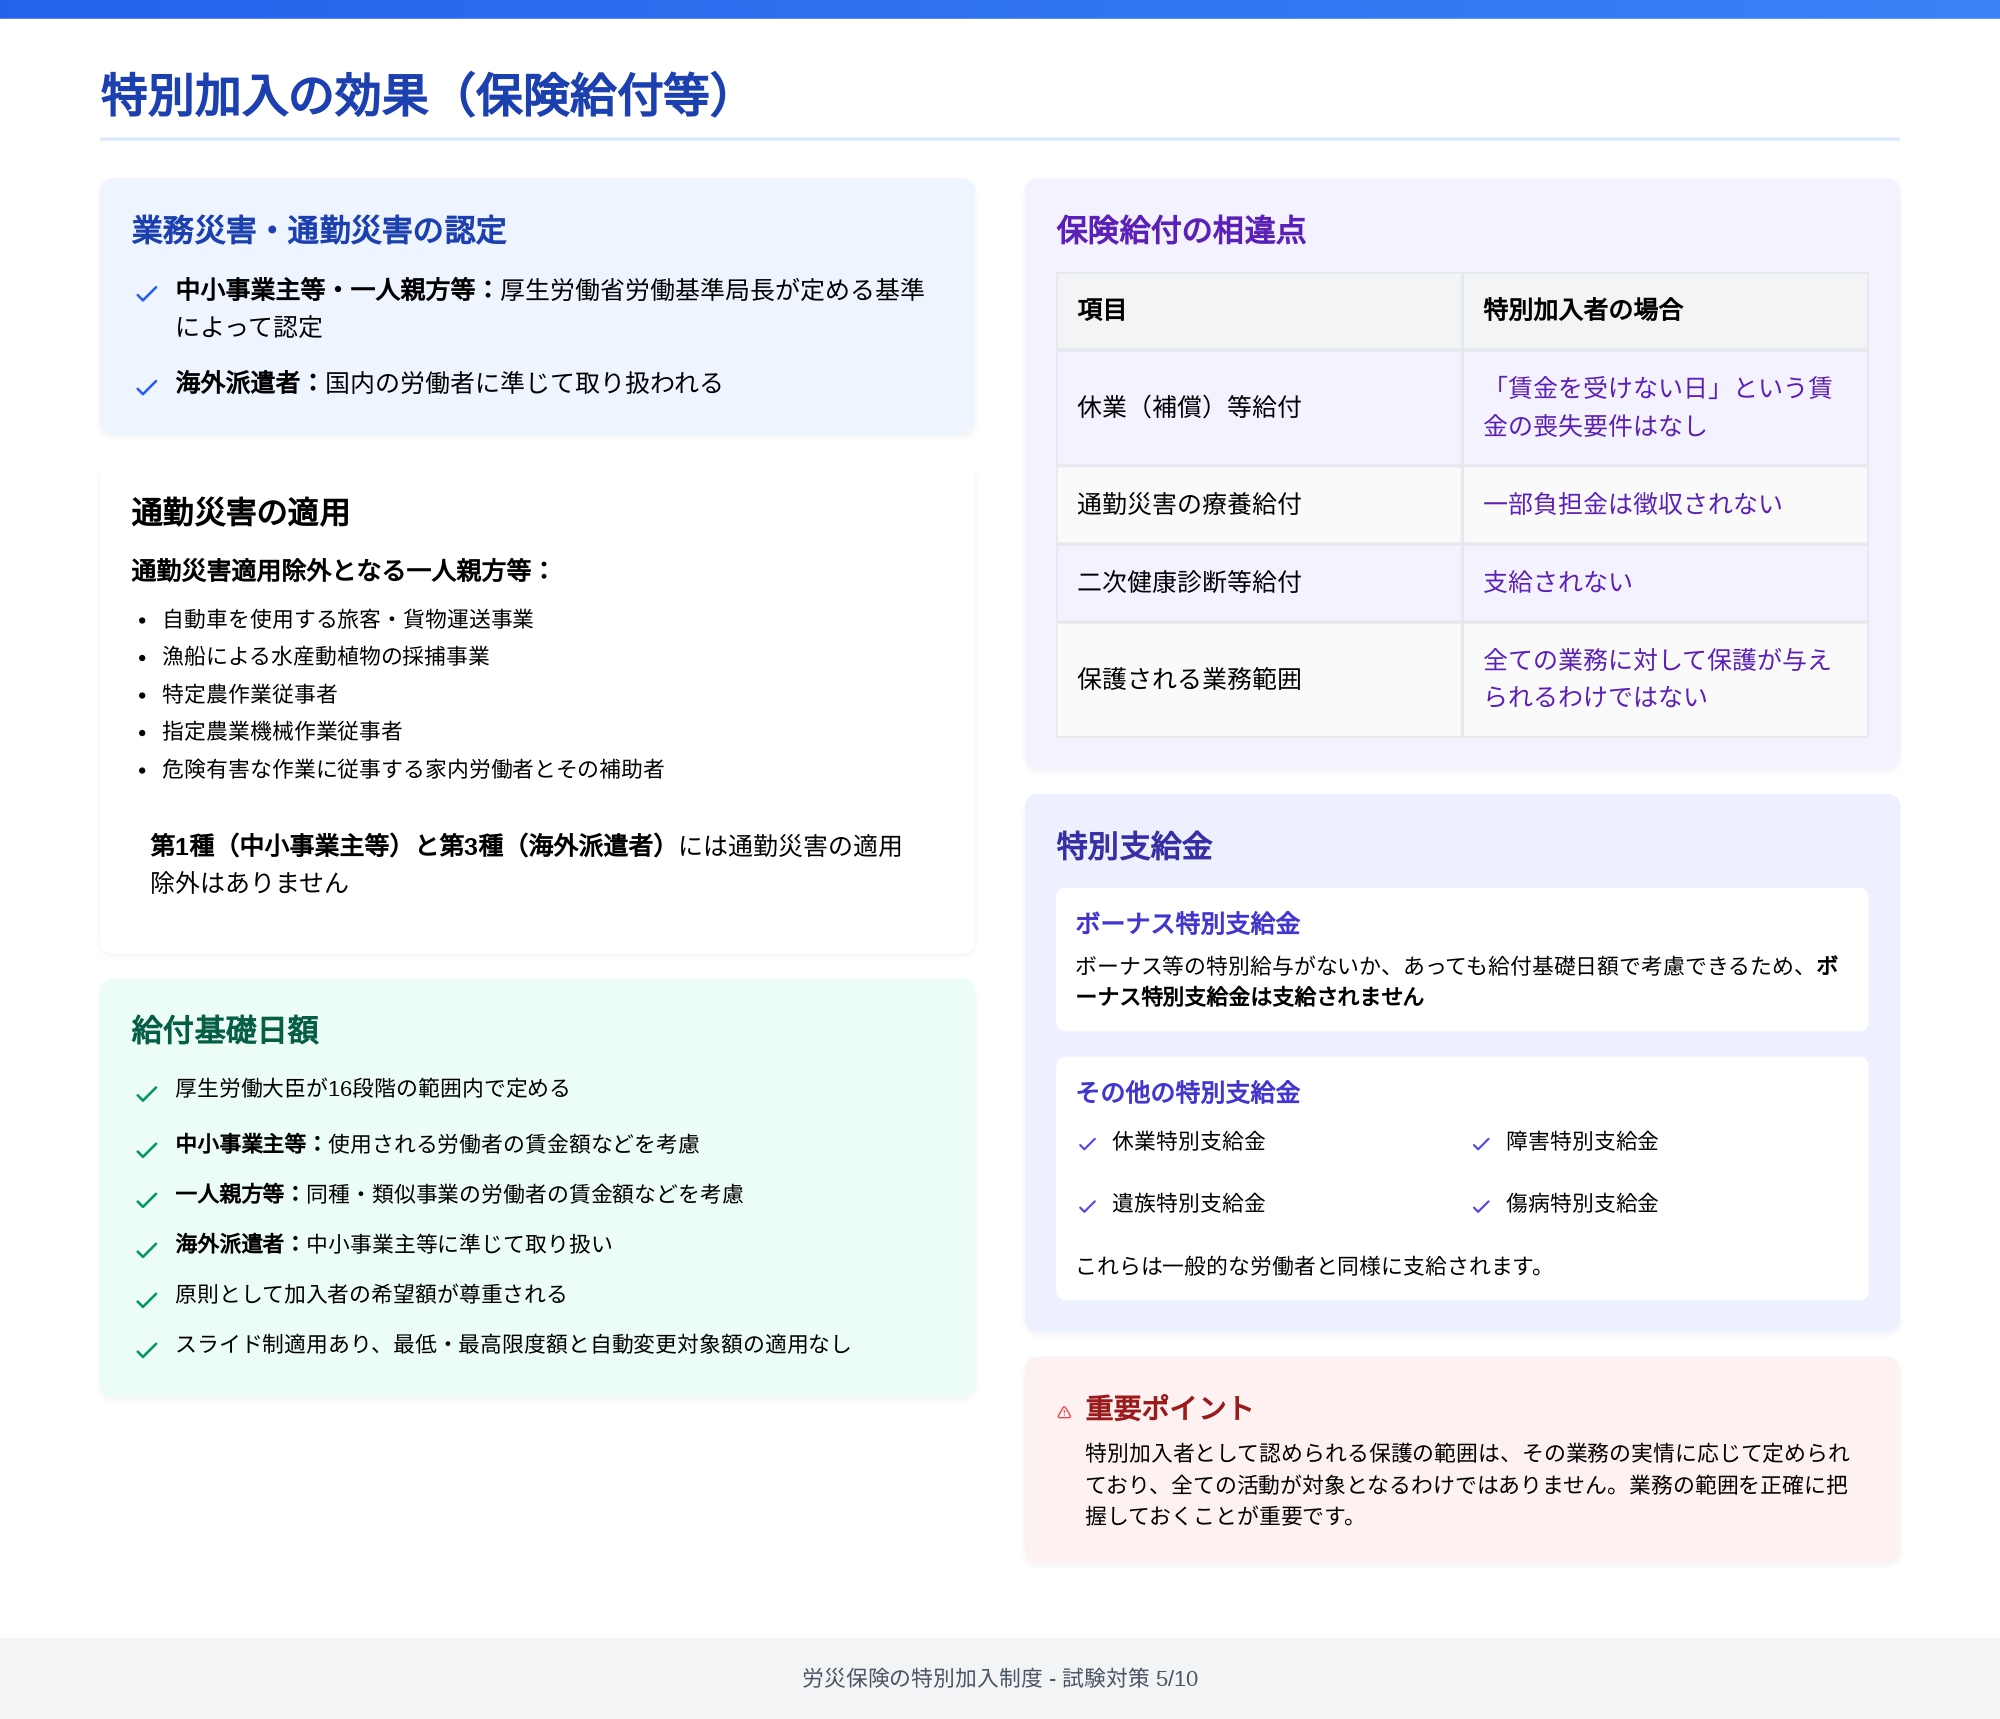 特別加入の効果（保険給付等）
業務災害・通勤災害の認定
中小事業主等・一人親方等：厚生労働省労働基準局長が定める基準
によって認定
海外派遣者：国内の労働者に準じて取り扱われる
通勤災害の適用
通勤災害適用除外となる一人親方等：
• 自動車を使用する旅客・貨物運送事業
• 漁船による水産動植物の採捕事業
• 特定農作業従事者
• 指定農業機械作業従事者
• 危険有害な作業に従事する家内労働者とその補助者
第1種（中小事業主等）と第3種（海外派遣者）には通勤災害の適用
除外はありません
給付基礎日額
厚生労働大臣が16段階の範囲内で定める
中小事業主等：使用される労働者の賃金額などを考慮
一人親方等：同種・類似事業の労働者の賃金額などを考慮
海外派遣者：中小事業主等に準じて取り扱い
原則として加入者の希望額が尊重される
スライド制適用あり、最低・最高限度額と自動変更対象額の適用なし
保険給付の相違点
項目 特別加入者の場合
休業（補償）等給付 「賃金を受けない日」という賃
金の喪失要件はなし
通勤災害の療養給付 一部負担金は徴収されない
二次健康診断等給付 支給されない
保護される業務範囲 全ての業務に対して保護が与え
られるわけではない
特別支給金
ボーナス特別支給金
ボーナス等の特別給与がないか、あっても給付基礎日額で考慮できるため、ボ
ーナス特別支給金は支給されません
その他の特別支給金
休業特別支給金 障害特別支給金
遺族特別支給金 傷病特別支給金
これらは一般的な労働者と同様に支給されます。
重要ポイント
特別加入者として認められる保護の範囲は、その業務の実情に応じて定められ
ており、全ての活動が対象となるわけではありません。業務の範囲を正確に把
握しておくことが重要です。
労災保険の特別加入制度 - 試験対策 5/10